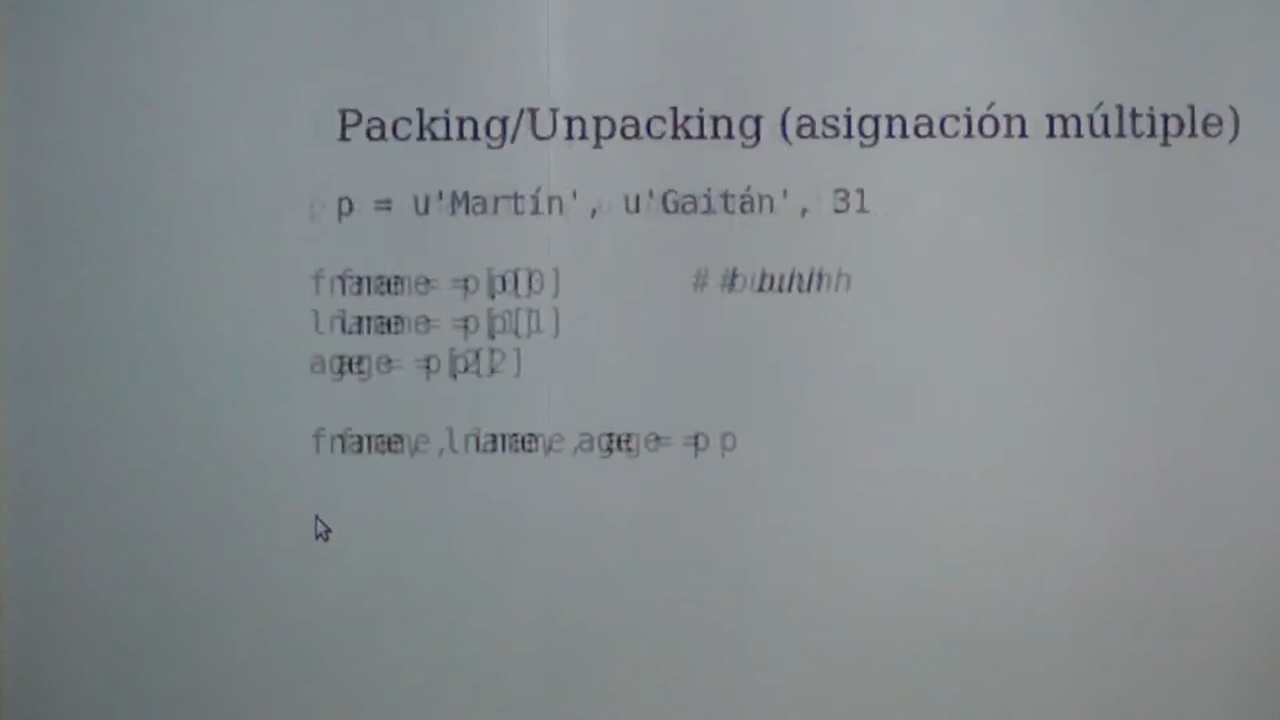 Packing/Unpacking (asignación múltiple)
p = u'Martín', u'Gaitán', 31
fname = p[0]
lname = p[1]
age = p[2]
fname, lname, age = p